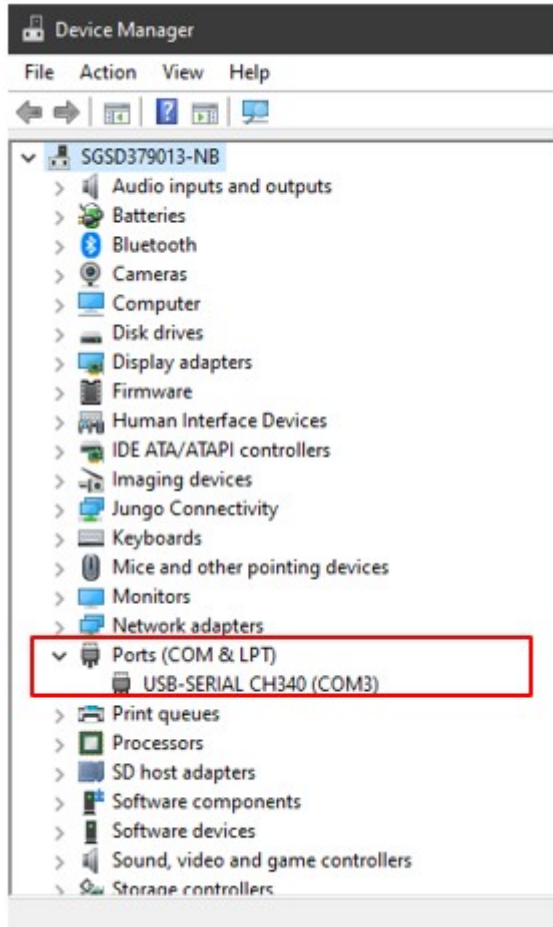 Device Manager
File Action View Help
SGSD379013-NB
Audio inputs and outputs
Batteries
Bluetooth
Cameras
Computer
Disk drives
Display adapters
Firmware
Human Interface Devices
IDE ATA/ATAPI controllers
Imaging devices
Jungo Connectivity
Keyboards
Mice and other pointing devices
Monitors
Network adapters
Ports (COM & LPT)
USB-SERIAL CH340 (COM3)
Print queues
Processors
SD host adapters
Software components
Software devices
Sound, video and game controllers
Storage controllers